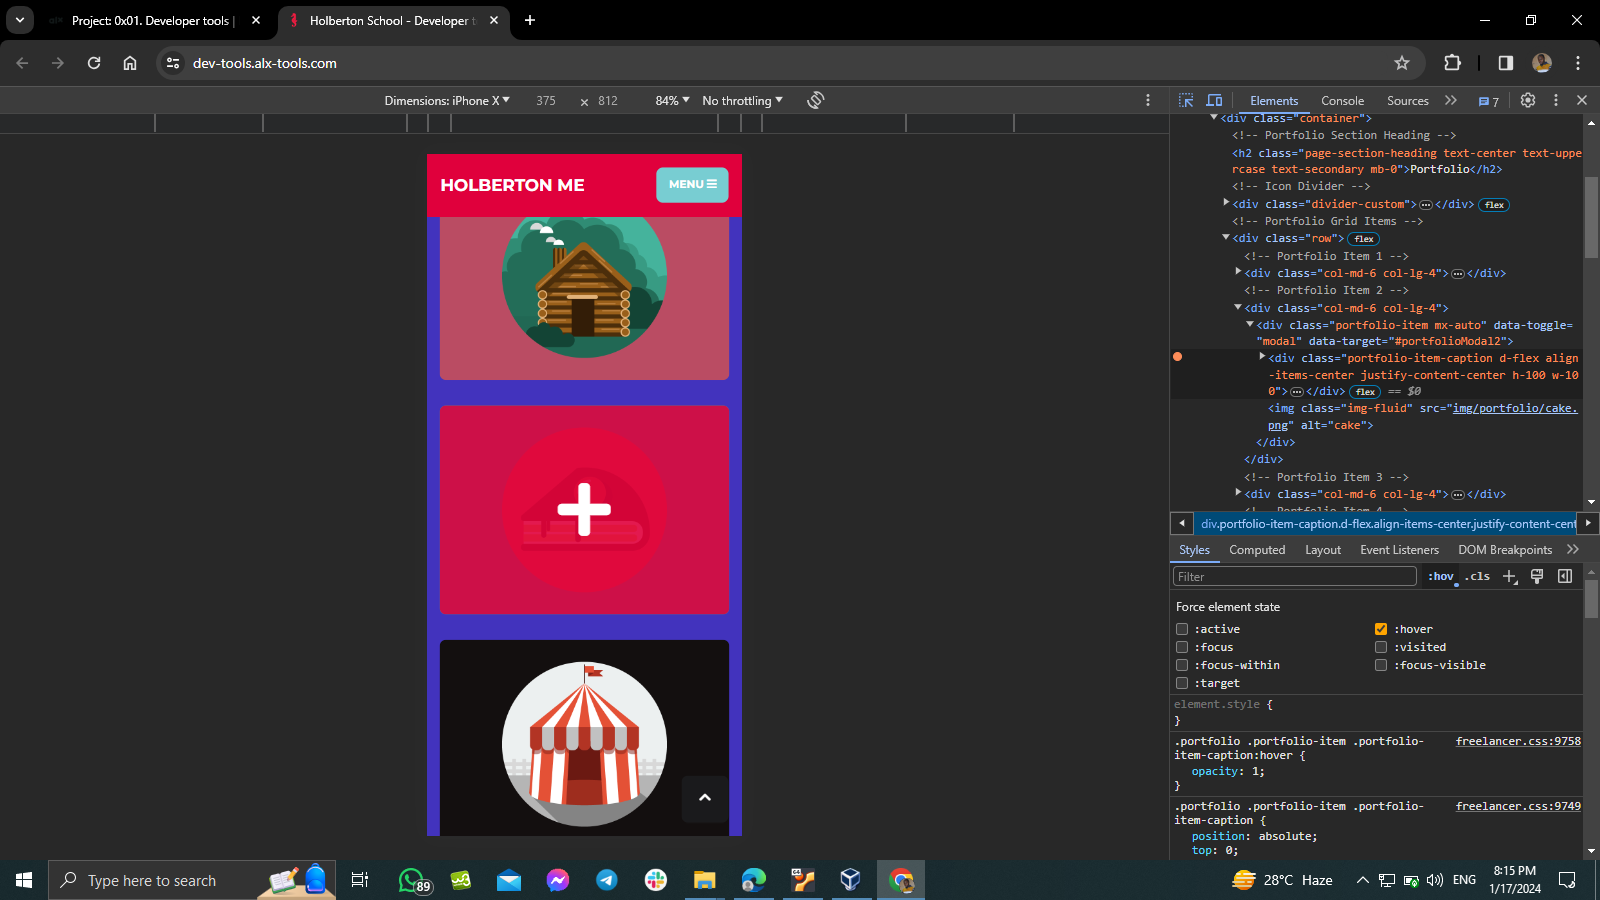 Project: 0x01. Developer tools |
Holberton School - Developer t
dev-tools.alx-tools.com
Dimensions: iPhone X
375
×
812
84%
No throttling
Elements
Console
Sources
7
HOLBERTON ME
MENU
<div class="container">
<!-- Portfolio Section Heading -->
<h2 class="page-section-heading text-center text-uppe
rcase text-secondary mb-0">Portfolio</h2>
<!-- Icon Divider -->
<div class="divider-custom">…</div> flex
<!-- Portfolio Grid Items -->
<div class="row"> flex
<!-- Portfolio Item 1 -->
<div class="col-md-6 col-lg-4">…</div>
<!-- Portfolio Item 2 -->
<div class="col-md-6 col-lg-4">
<div class="portfolio-item mx-auto" data-toggle=
"modal" data-target="#portfolioModal2">
<div class="portfolio-item-caption d-flex align
-items-center justify-content-center h-100 w-10
0">…</div> flex == $0
<img class="img-fluid" src="img/portfolio/cake.
png" alt="cake">
</div>
</div>
<!-- Portfolio Item 3 -->
<div class="col-md-6 col-lg-4">…</div>
<!-- Portfolio Item 4 -->
div.portfolio-item-caption.d-flex.align-items-center.justify-content-cent
Styles
Computed
Layout
Event Listeners
DOM Breakpoints
Filter
:hov
.cls
Force element state
:active
:hover
:focus
:visited
:focus-within
:focus-visible
:target
element.style {
}
.portfolio .portfolio-item .portfolio-
freelancer.css:9758
item-caption:hover {
opacity: 1;
}
.portfolio .portfolio-item .portfolio-
freelancer.css:9749
item-caption {
position: absolute;
top: 0;
Type here to search
89
64
28°C Haze
ENG
8:15 PM
1/17/2024